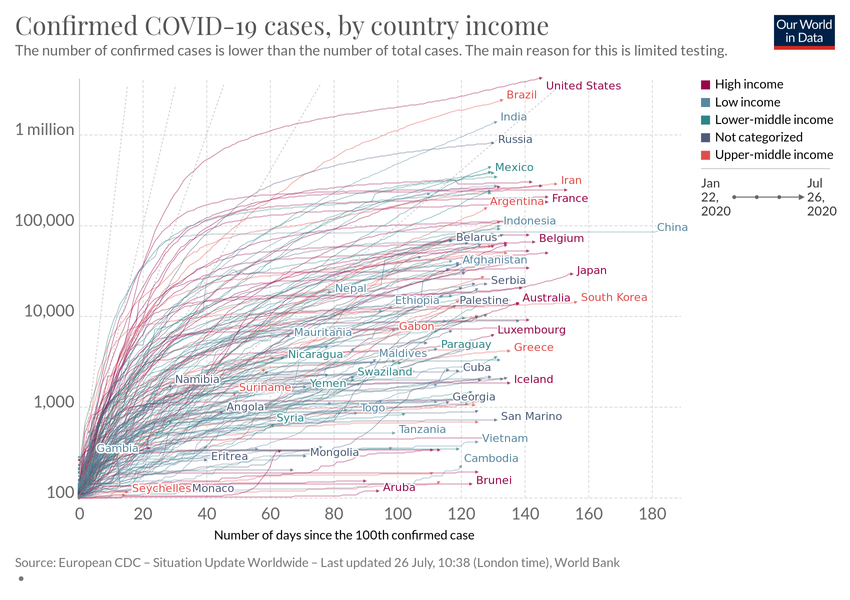 Confirmed COVID-19 cases, by country income
The number of confirmed cases is lower than the number of total cases. The main reason for this is limited testing.
Our World
in Data
High income
Low income
Lower-middle income
Not categorized
Upper-middle income
Jan
22,
2020
Jul
26,
2020
1 million
100,000
10,000
1,000
100
United States
Brazil
India
Russia
Mexico
Iran
France
Argentina
Indonesia
China
Belarus
Belgium
Afghanistan
Japan
Serbia
Nepal
Ethiopia
Palestine
Australia
South Korea
Mauritania
Gabon
Luxembourg
Nicaragua
Maldives
Paraguay
Greece
Namibia
Suriname
Yemen
Swaziland
Cuba
Iceland
Angola
Togo
Georgia
Syria
San Marino
Tanzania
Gambia
Eritrea
Mongolia
Vietnam
Cambodia
Seychelles
Monaco
Aruba
Brunei
0
20
40
60
80
100
120
140
160
180
Number of days since the 100th confirmed case
Source: European CDC – Situation Update Worldwide – Last updated 26 July, 10:38 (London time), World Bank